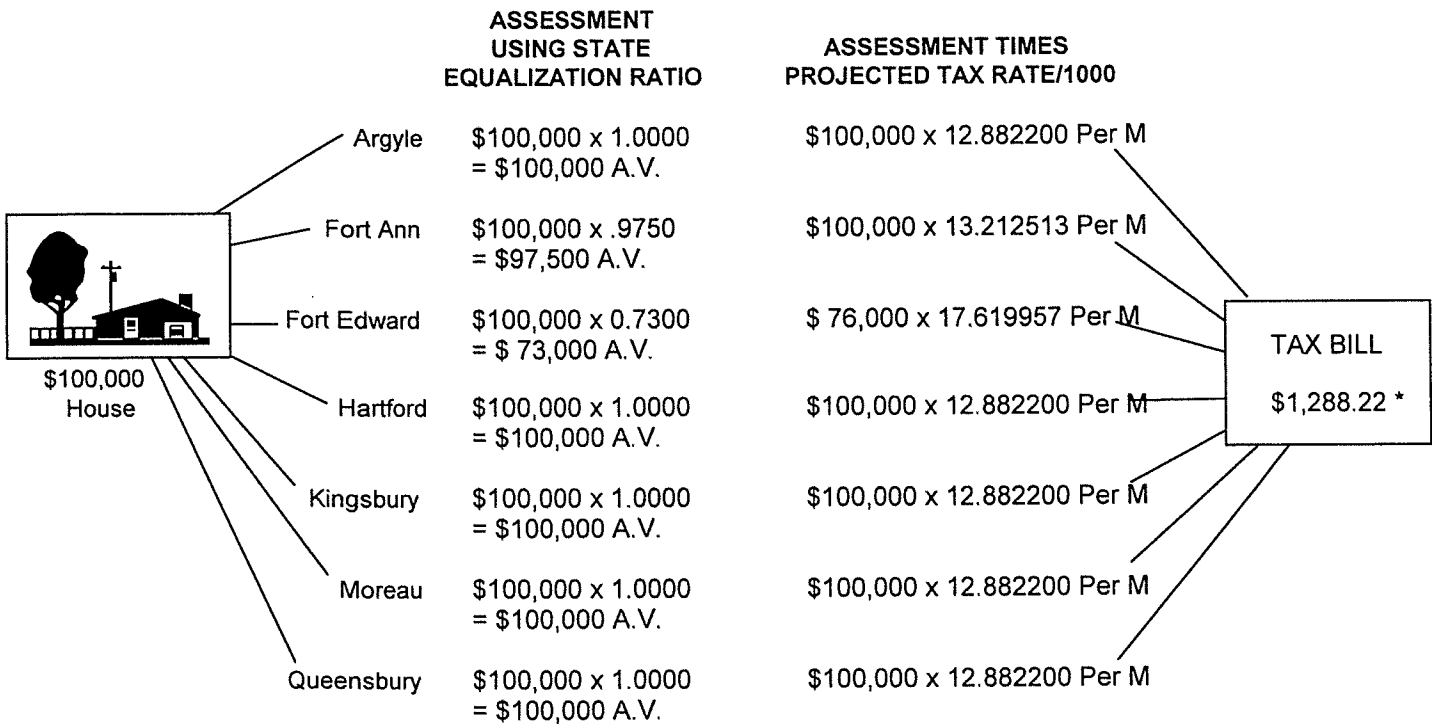 ASSESSMENT
USING STATE
EQUALIZATION RATIO
ASSESSMENT TIMES
PROJECTED TAX RATE/1000
Argyle $100,000 x 1.0000 $100,000 x 12.882200 Per M
= $100,000 A.V.
Fort Ann $100,000 x .9750 $100,000 x 13.212513 Per M
= $97,500 A.V.
Fort Edward $100,000 x 0.7300 $ 76,000 x 17.619957 Per M
= $ 73,000 A.V.
TAX BILL
$1,288.22 *
$100,000
House
Hartford $100,000 x 1.0000 $100,000 x 12.882200 Per M
= $100,000 A.V.
Kingsbury $100,000 x 1.0000 $100,000 x 12.882200 Per M
= $100,000 A.V.
Moreau $100,000 x 1.0000 $100,000 x 12.882200 Per M
= $100,000 A.V.
Queensbury $100,000 x 1.0000 $100,000 x 12.882200 Per M
= $100,000 A.V.